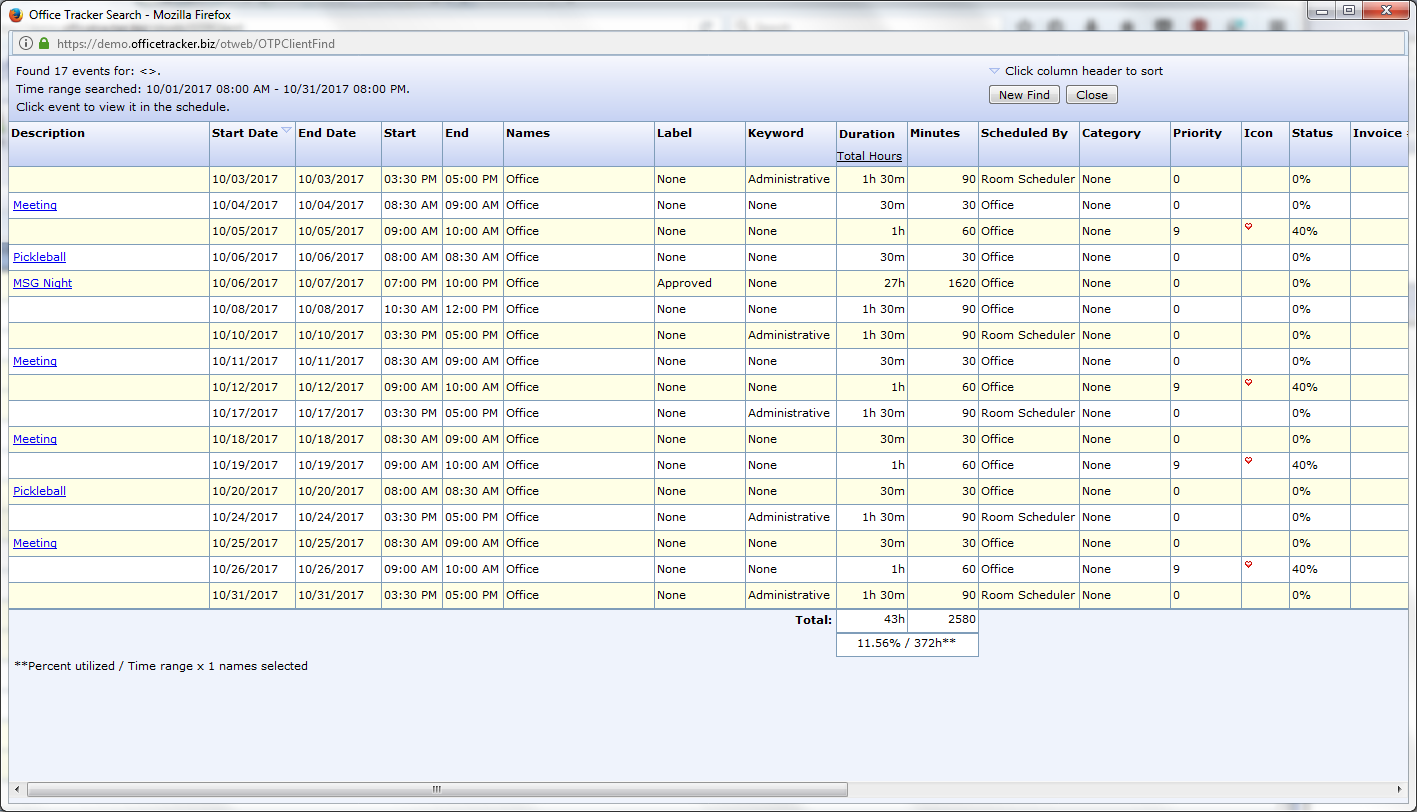 Office Tracker Search - Mozilla Firefox
https://demo.officetracker.biz/otweb/OTPClientFind
Found 17 events for: <>.
Time range searched: 10/01/2017 08:00 AM - 10/31/2017 08:00 PM.
Click event to view it in the schedule.
Click column header to sort
New Find Close
Description Start Date End Date Start End Names Label Keyword Duration Minutes Scheduled By Category Priority Icon Status Invoice
Total Hours
10/03/2017 10/03/2017 03:30 PM 05:00 PM Office None Administrative 1h 30m 90 Room Scheduler None 0 0%
Meeting 10/04/2017 10/04/2017 08:30 AM 09:00 AM Office None None 30m 30 Office None 0 0%
10/05/2017 10/05/2017 09:00 AM 10:00 AM Office None None 1h 60 Office None 9 40%
Pickleball 10/06/2017 10/06/2017 08:00 AM 08:30 AM Office None None 30m 30 Office None 0 0%
MSG Night 10/06/2017 10/07/2017 07:00 PM 10:00 PM Office Approved None 27h 1620 Office None 0 0%
10/08/2017 10/08/2017 10:30 AM 12:00 PM Office None None 1h 30m 90 Office None 0 0%
10/10/2017 10/10/2017 03:30 PM 05:00 PM Office None Administrative 1h 30m 90 Room Scheduler None 0 0%
Meeting 10/11/2017 10/11/2017 08:30 AM 09:00 AM Office None None 30m 30 Office None 0 0%
10/12/2017 10/12/2017 09:00 AM 10:00 AM Office None None 1h 60 Office None 9 40%
10/17/2017 10/17/2017 03:30 PM 05:00 PM Office None Administrative 1h 30m 90 Room Scheduler None 0 0%
Meeting 10/18/2017 10/18/2017 08:30 AM 09:00 AM Office None None 30m 30 Office None 0 0%
10/19/2017 10/19/2017 09:00 AM 10:00 AM Office None None 1h 60 Office None 9 40%
Pickleball 10/20/2017 10/20/2017 08:00 AM 08:30 AM Office None None 30m 30 Office None 0 0%
10/24/2017 10/24/2017 03:30 PM 05:00 PM Office None Administrative 1h 30m 90 Room Scheduler None 0 0%
Meeting 10/25/2017 10/25/2017 08:30 AM 09:00 AM Office None None 30m 30 Office None 0 0%
10/26/2017 10/26/2017 09:00 AM 10:00 AM Office None None 1h 60 Office None 9 40%
10/31/2017 10/31/2017 03:30 PM 05:00 PM Office None Administrative 1h 30m 90 Room Scheduler None 0 0%
Total: 43h 2580
11.56% / 372h**
**Percent utilized / Time range x 1 names selected